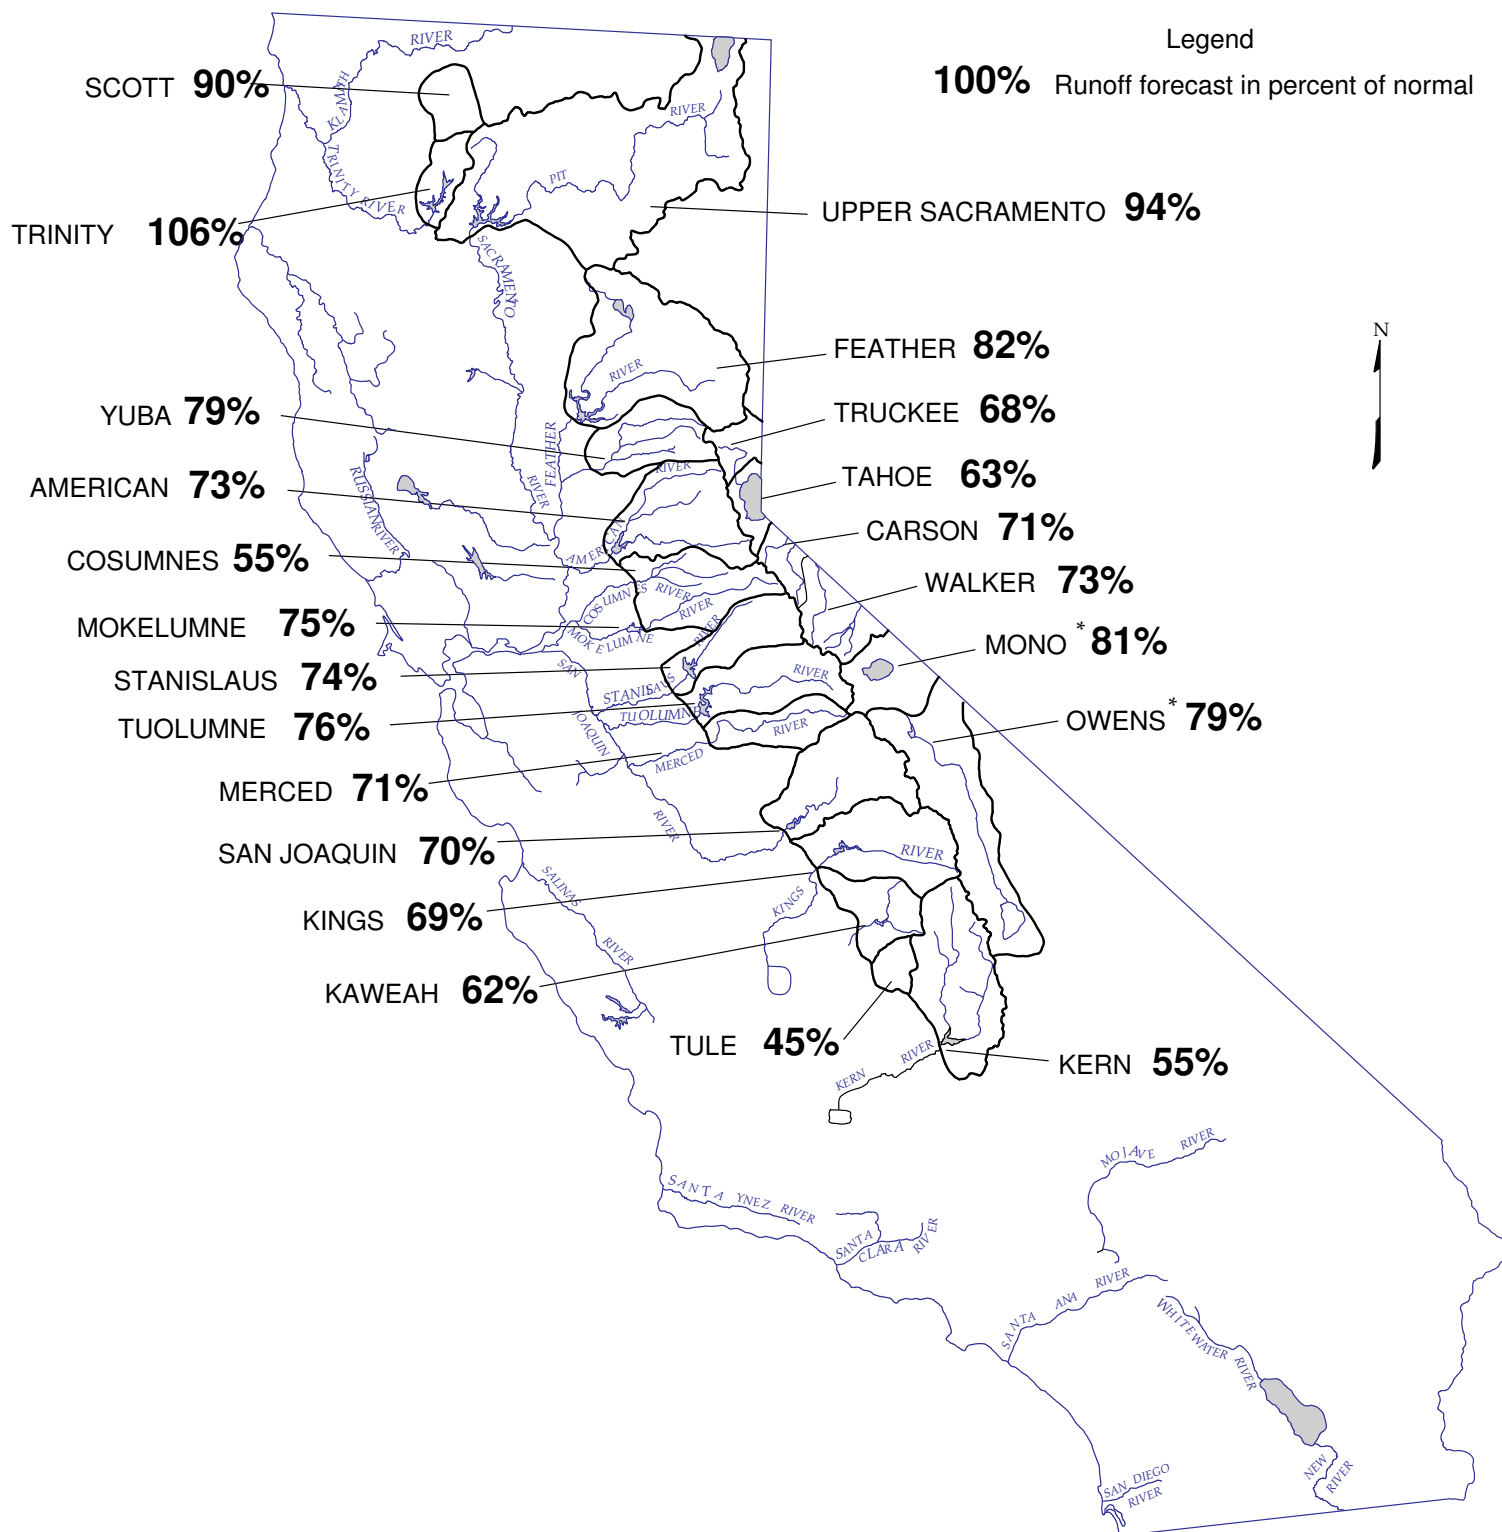 Legend
100% Runoff forecast in percent of normal
N
SCOTT 90%
TRINITY 106%
UPPER SACRAMENTO 94%
FEATHER 82%
YUBA 79%
TRUCKEE 68%
AMERICAN 73%
TAHOE 63%
CARSON 71%
COSUMNES 55%
WALKER 73%
MOKELUMNE 75%
MONO * 81%
STANISLAUS 74%
OWENS * 79%
TUOLUMNE 76%
MERCED 71%
SAN JOAQUIN 70%
KINGS 69%
KAWEAH 62%
TULE 45%
KERN 55%
KLAMATH RIVER
TRINITY RIVER
PIT RIVER
SACRAMENTO RIVER
FEATHER RIVER
RIVER
AMERICAN RIVER
RUSSIAN RIVER
COSUMNES RIVER
MOKELUMNE RIVER
STANISLAUS RIVER
TUOLUMNE RIVER
MERCED RIVER
SAN JOAQUIN RIVER
KINGS RIVER
SALINAS RIVER
KERN RIVER
SANTA YNEZ RIVER
SANTA CLARA RIVER
MOJAVE RIVER
SANTA ANA RIVER
WHITEWATER RIVER
NEW RIVER
SAN DIEGO RIVER